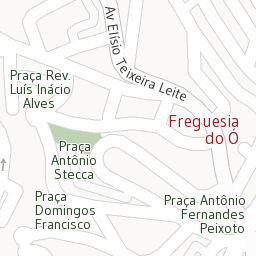 Av Elísio Teixeira Leite
Praça Rev.
Luís Inácio
Alves
Freguesia
do Ó
Praça
Antônio
Stecca
Praça
Domingos
Francisco
Praça Antônio
Fernandes
Peixoto